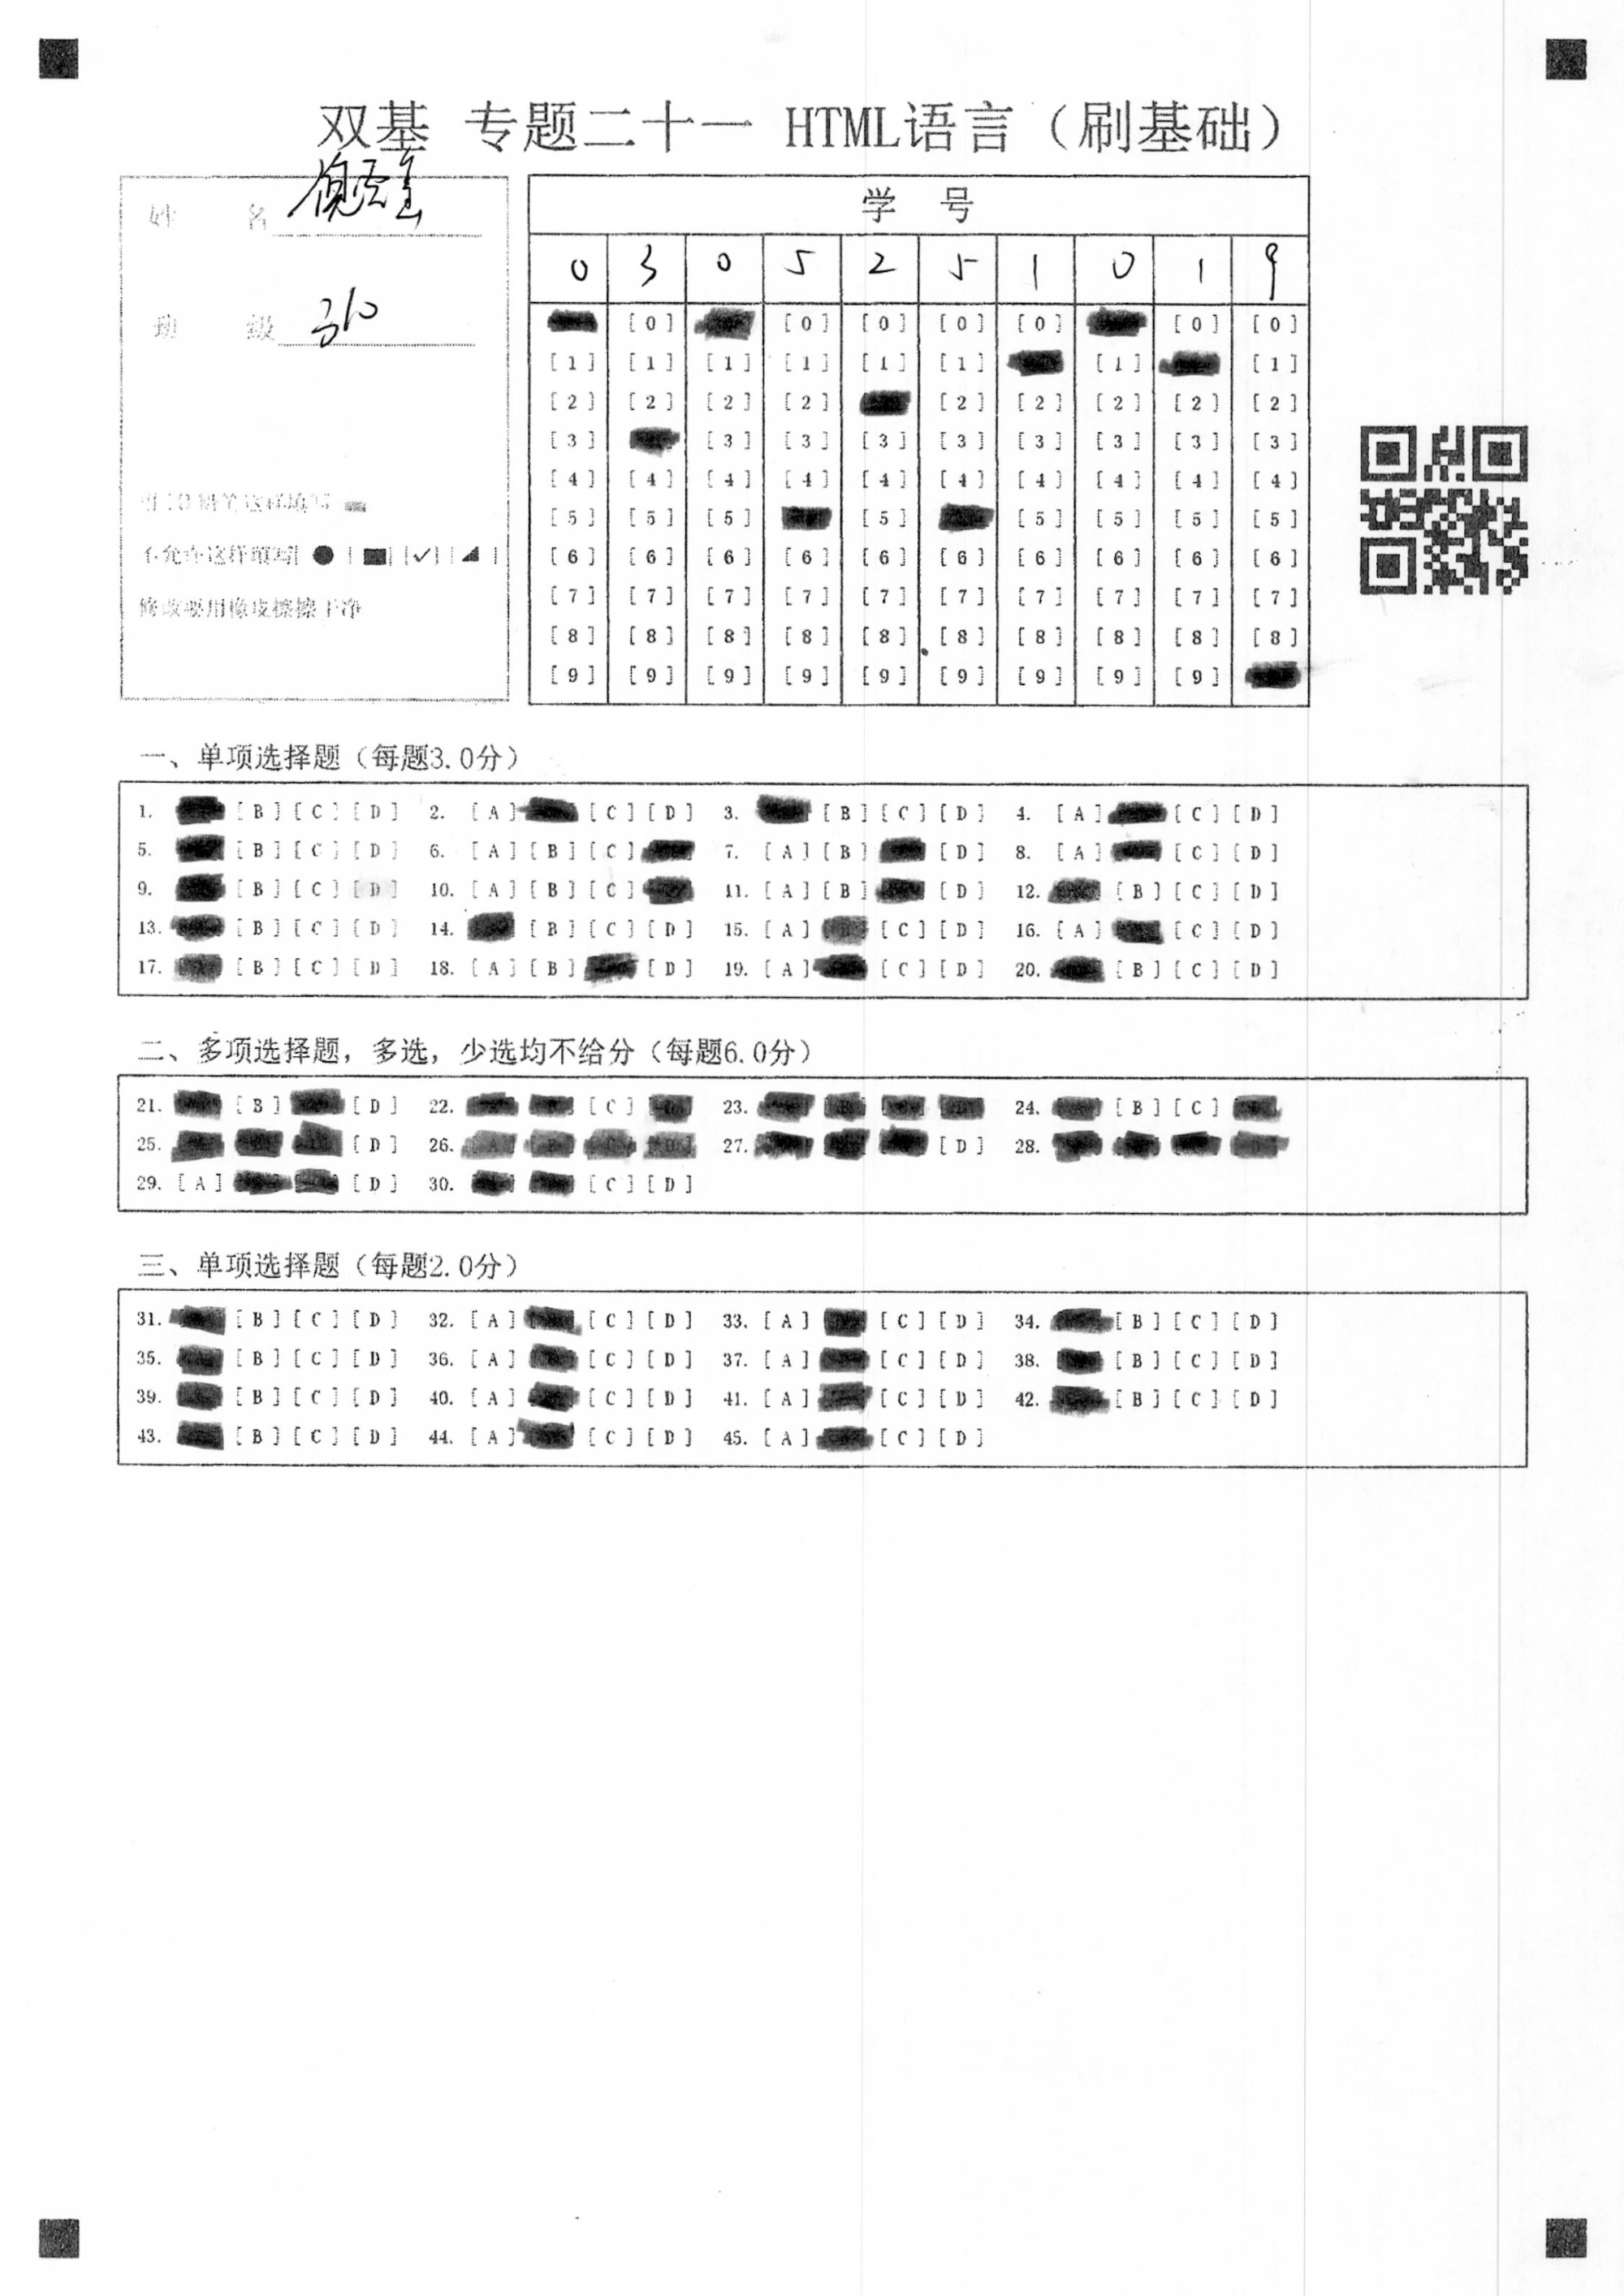 双基 专题二十一 HTML语言（刷基础）
姓 名
班 级 310
不允许这样填写[ ● [ ■ ] [✓] [ ◢ ]
修改要用橡皮擦擦干净
学 号
0 3 0 5 2 5 1 0 1 9
[0] [0] [0] [0] [0] [0] [0]
[1] [1] [1] [1] [1] [1] [1] [1]
[2] [2] [2] [2] [2] [2] [2] [2] [2]
[3] [3] [3] [3] [3] [3] [3] [3] [3]
[4] [4] [4] [4] [4] [4] [4] [4] [4] [4]
[5] [5] [5] [5] [5] [5] [5] [5]
[6] [6] [6] [6] [6] [6] [6] [6] [6] [6]
[7] [7] [7] [7] [7] [7] [7] [7] [7] [7]
[8] [8] [8] [8] [8] [8] [8] [8] [8] [8]
[9] [9] [9] [9] [9] [9] [9] [9] [9]
一、单项选择题（每题3.0分）
1. [B] [C] [D] 2. [A] [C] [D] 3. [B] [C] [D] 4. [A] [C] [D]
5. [B] [C] [D] 6. [A] [B] [C] 7. [A] [B] [D] 8. [A] [C] [D]
9. [B] [C] [D] 10. [A] [B] [C] 11. [A] [B] [D] 12. [B] [C] [D]
13. [B] [C] [D] 14. [B] [C] [D] 15. [A] [C] [D] 16. [A] [C] [D]
17. [B] [C] [D] 18. [A] [B] [D] 19. [A] [C] [D] 20. [B] [C] [D]
二、多项选择题，多选，少选均不给分（每题6.0分）
21. [B] [D] 22. [C] 23. 24. [B] [C]
25. [D] 26. 27. [D] 28.
29. [A] [D] 30. [C] [D]
三、单项选择题（每题2.0分）
31. [B] [C] [D] 32. [A] [C] [D] 33. [A] [C] [D] 34. [B] [C] [D]
35. [B] [C] [D] 36. [A] [C] [D] 37. [A] [C] [D] 38. [B] [C] [D]
39. [B] [C] [D] 40. [A] [C] [D] 41. [A] [C] [D] 42. [B] [C] [D]
43. [B] [C] [D] 44. [A] [C] [D] 45. [A] [C] [D]